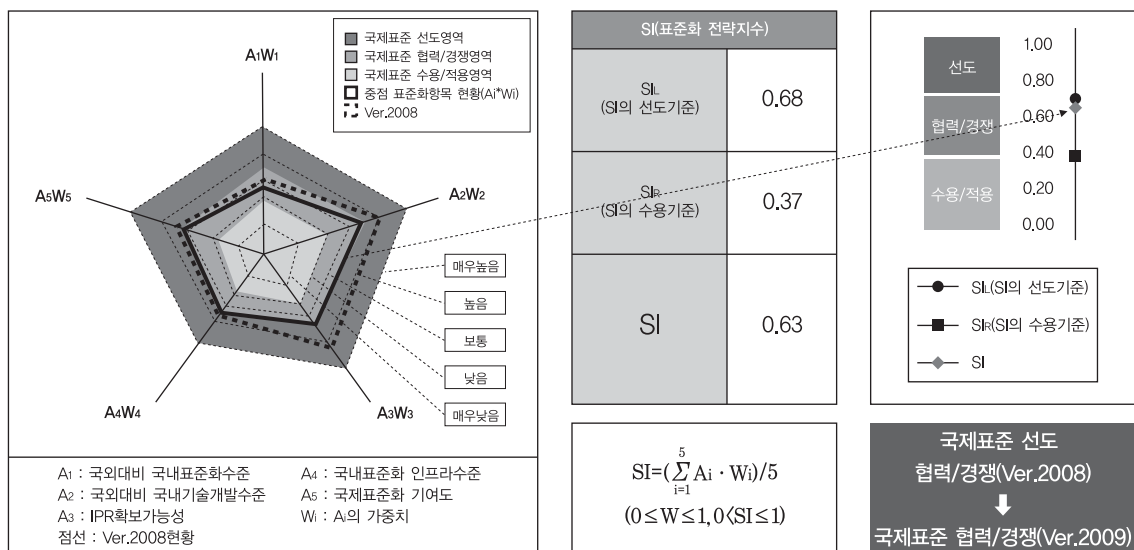 국제표준 선도영역
국제표준 협력/경쟁영역
국제표준 수용/적용영역
중점 표준화항목 현황(Ai*Wi)
Ver.2008
A1W1
A2W2
A3W3
A4W4
A5W5
매우높음
높음
보통
낮음
매우낮음
A1 : 국외대비 국내표준화수준
A2 : 국외대비 국내기술개발수준
A3 : IPR확보가능성
점선 : Ver.2008현황
A4 : 국내표준화 인프라수준
A5 : 국제표준화 기여도
Wi : Ai의 가중치
SI(표준화 전략지수)
SIL
(SI의 선도기준)
0.68
SIR
(SI의 수용기준)
0.37
SI
0.63
SI=(∑Ai · Wi)/5
5
i=1
(0≤W≤1, 0<SI≤1)
선도
협력/경쟁
수용/적용
1.00
0.80
0.60
0.40
0.20
0.00
SIL(SI의 선도기준)
SIR(SI의 수용기준)
SI
국제표준 선도
협력/경쟁(Ver.2008)
국제표준 협력/경쟁(Ver.2009)